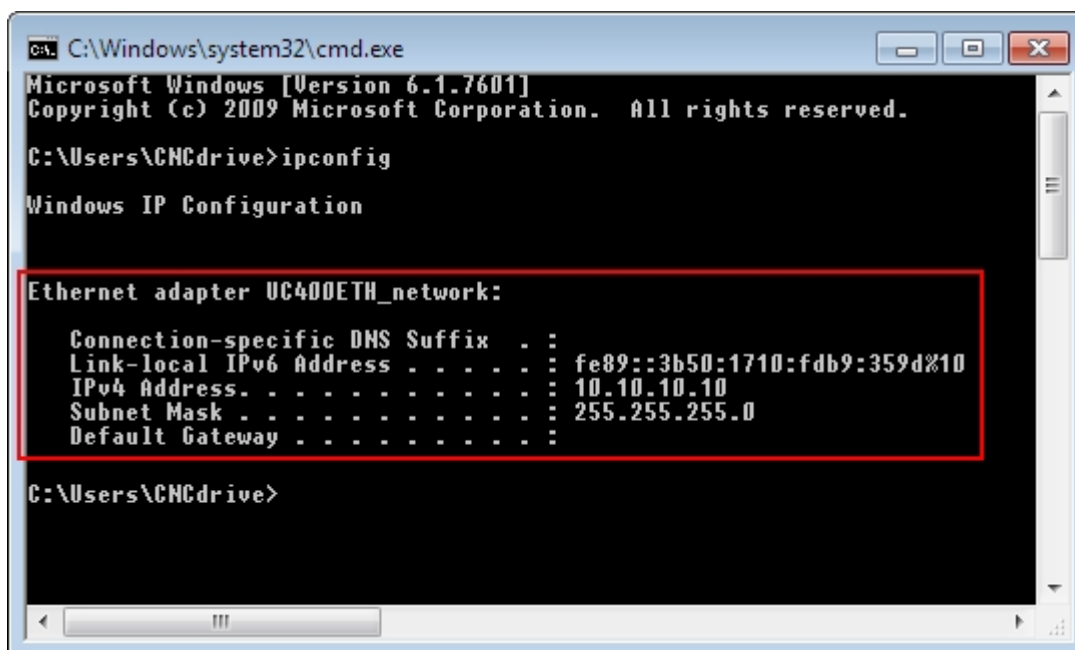 C:\Windows\system32\cmd.exe
Microsoft Windows [Version 6.1.7601]
Copyright (c) 2009 Microsoft Corporation.  All rights reserved.
C:\Users\CNCdrive>ipconfig
Windows IP Configuration
Ethernet adapter UC400ETH_network:
   Connection-specific DNS Suffix  . :
   Link-local IPv6 Address . . . . . : fe89::3b50:1710:fdb9:359d%10
   IPv4 Address. . . . . . . . . . . : 10.10.10.10
   Subnet Mask . . . . . . . . . . . : 255.255.255.0
   Default Gateway . . . . . . . . . :
C:\Users\CNCdrive>